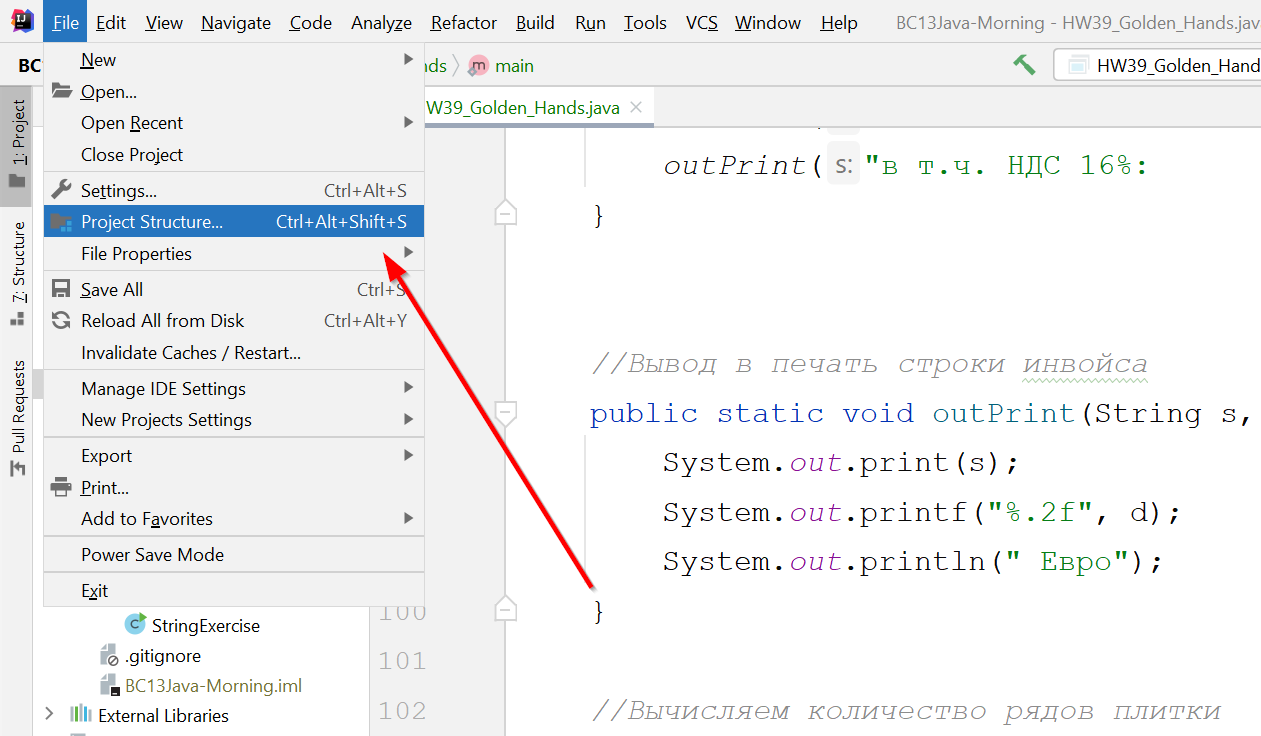 File Edit View Navigate Code Analyze Refactor Build Run Tools VCS Window Help BC13Java-Morning - HW39_Golden_Hands.java
main HW39_Golden_Hand
W39_Golden_Hands.java
1: Project
7: Structure
Pull Requests
New
Open...
Open Recent
Close Project
Settings... Ctrl+Alt+S
Project Structure... Ctrl+Alt+Shift+S
File Properties
Save All Ctrl+S
Reload All from Disk Ctrl+Alt+Y
Invalidate Caches / Restart...
Manage IDE Settings
New Projects Settings
Export
Print...
Add to Favorites
Power Save Mode
Exit
StringExercise
.gitignore
BC13Java-Morning.iml
External Libraries
outPrint( s: "в т.ч. НДС 16%:
}
//Вывод в печать строки инвойса
public static void outPrint(String s,
System.out.print(s);
System.out.printf("%.2f", d);
System.out.println(" Евро");
100 }
101
102 //Вычисляем количество рядов плитки